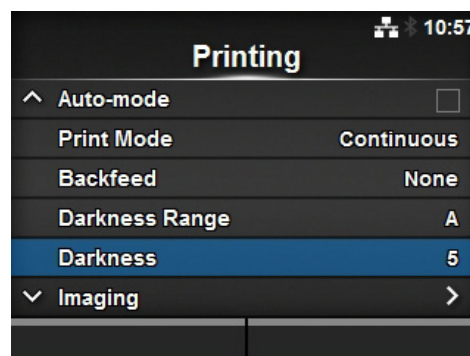 10:57
Printing
Auto-mode
Print Mode Continuous
Backfeed None
Darkness Range A
Darkness 5
Imaging